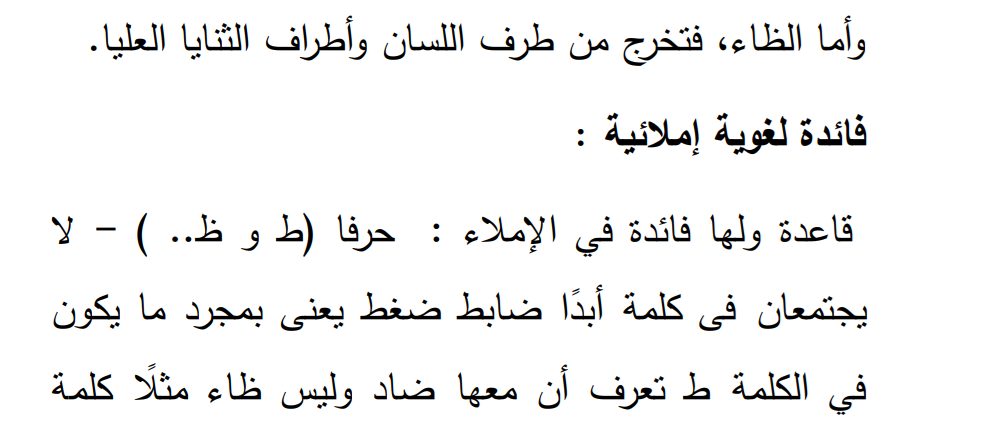 وأما الظاء، فتخرج من طرف اللسان وأطراف الثنايا العليا.
فائدة لغوية إملائية :
قاعدة ولها فائدة في الإملاء : حرفا (ط و ظ.. ) – لا
يجتمعان فى كلمة أبدًا ضابط ضغط يعنى بمجرد ما يكون
في الكلمة ط تعرف أن معها ضاد وليس ظاء مثلًا كلمة